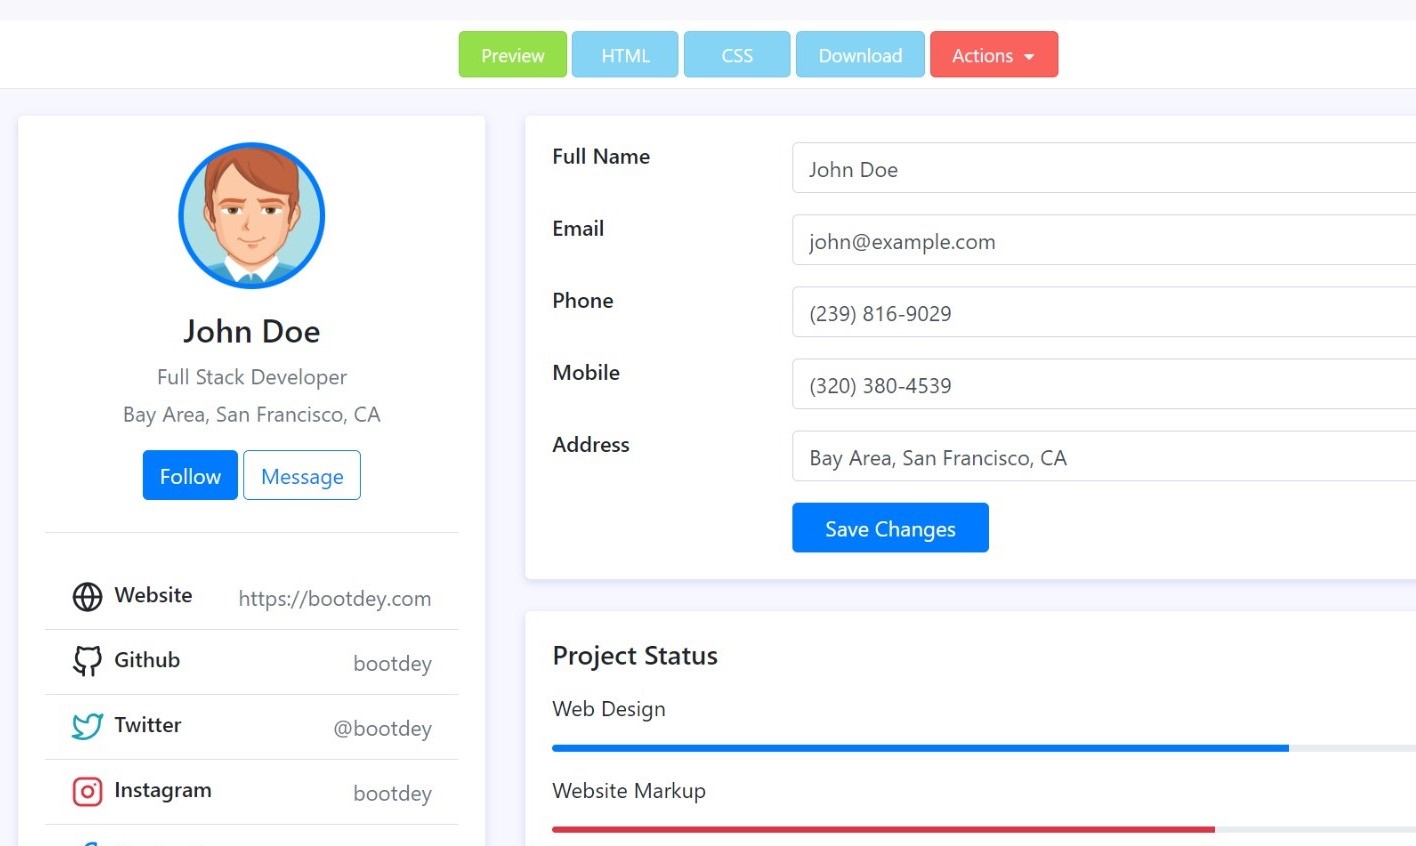 Preview HTML CSS Download Actions
John Doe
Full Stack Developer
Bay Area, San Francisco, CA
Follow Message
Website https://bootdey.com
Github bootdey
Twitter @bootdey
Instagram bootdey
Full Name John Doe
Email john@example.com
Phone (239) 816-9029
Mobile (320) 380-4539
Address Bay Area, San Francisco, CA
Save Changes
Project Status
Web Design
Website Markup